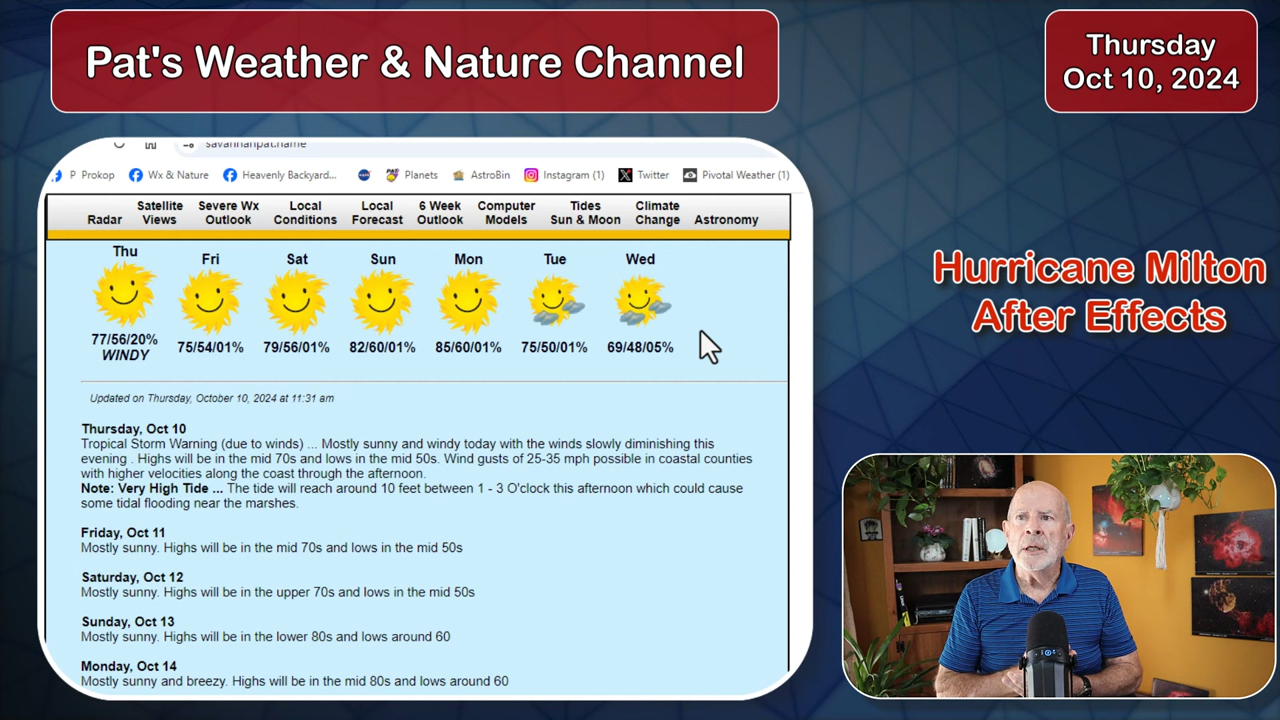 Pat's Weather & Nature Channel
Thursday
Oct 10, 2024
savannahpat.name
P Prokop
Wx & Nature
Heavenly Backyard...
Planets
AstroBin
Instagram (1)
Twitter
Pivotal Weather (1)
Radar
Satellite
Views
Severe Wx
Outlook
Local
Conditions
Local
Forecast
6 Week
Outlook
Computer
Models
Tides
Sun & Moon
Climate
Change
Astronomy
Thu
Fri
Sat
Sun
Mon
Tue
Wed
77/56/20%
WINDY
75/54/01%
79/56/01%
82/60/01%
85/60/01%
75/50/01%
69/48/05%
Hurricane Milton
After Effects
Updated on Thursday, October 10, 2024 at 11:31 am
Thursday, Oct 10
Tropical Storm Warning (due to winds) ... Mostly sunny and windy today with the winds slowly diminishing this
evening . Highs will be in the mid 70s and lows in the mid 50s. Wind gusts of 25-35 mph possible in coastal counties
with higher velocities along the coast through the afternoon.
Note: Very High Tide ... The tide will reach around 10 feet between 1 - 3 O'clock this afternoon which could cause
some tidal flooding near the marshes.
Friday, Oct 11
Mostly sunny. Highs will be in the mid 70s and lows in the mid 50s
Saturday, Oct 12
Mostly sunny. Highs will be in the upper 70s and lows in the mid 50s
Sunday, Oct 13
Mostly sunny. Highs will be in the lower 80s and lows around 60
Monday, Oct 14
Mostly sunny and breezy. Highs will be in the mid 80s and lows around 60